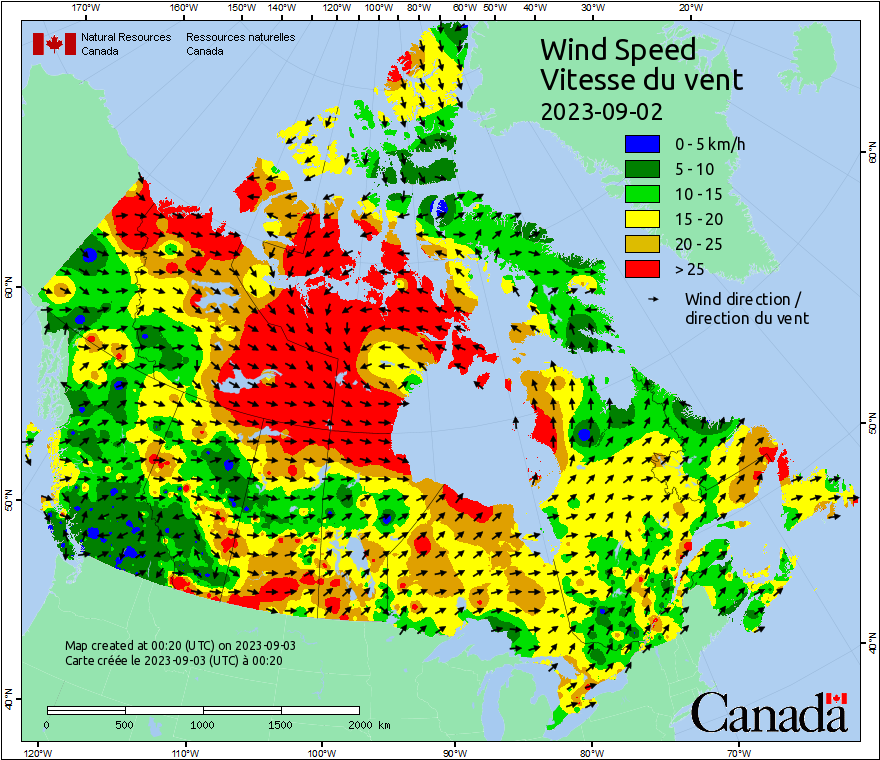 170°W 160°W 150°W 140°W 130°W 120°W 110°W 100°W 80°W 60°W 50°W 40°W 30°W 20°W
Natural Resources Ressources naturelles
Canada Canada
Wind Speed
Vitesse du vent
2023-09-02
0 - 5 km/h
5 - 10
10 - 15
15 - 20
20 - 25
> 25
Wind direction /
direction du vent
60°N 60°N
50°N 50°N
40°N 40°N
Map created at 00:20 (UTC) on 2023-09-03
Carte créée le 2023-09-03 (UTC) à 00:20
0 500 1000 1500 2000 km
Canada
120°W 110°W 100°W 90°W 80°W 70°W